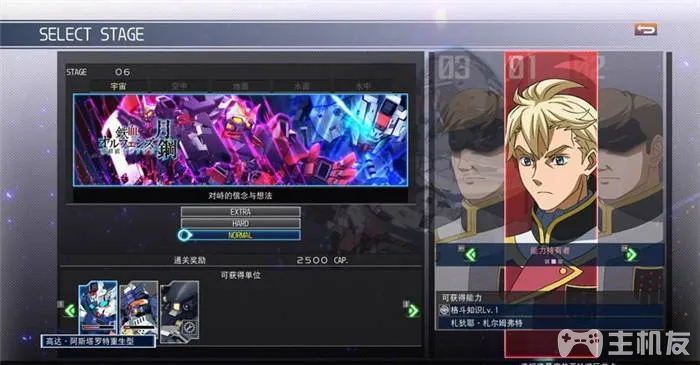 SELECT STAGE
STAGE 06
宇宙 空中 地面 水面 水中
鉄血
オルフェンズ
月鋼
对峙的信念与想法
EXTRA
HARD
NORMAL
通关奖励 2500 CAP.
可获得单位
高达·阿斯塔罗特重生型
03 01 02
能力持有者
可获得能力
格斗知识Lv.1
札狄耶·札尔姆弗特
主机友